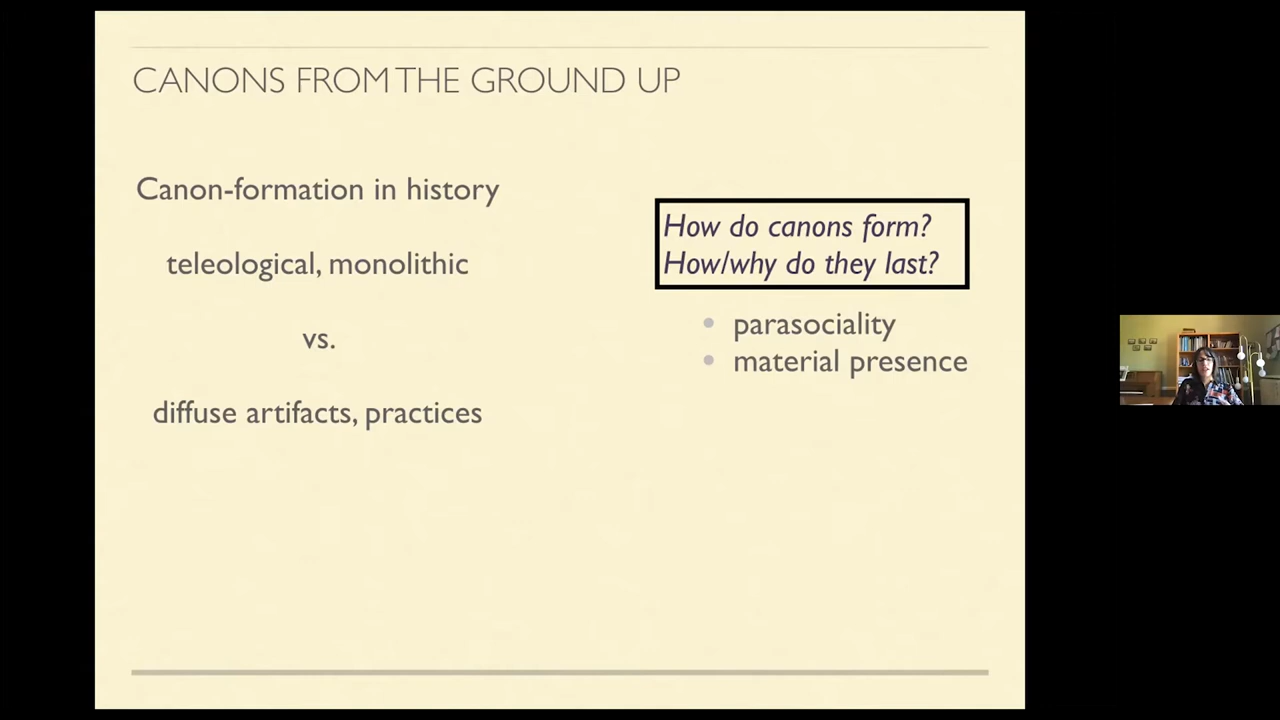 CANONS FROM THE GROUND UP
Canon-formation in history
teleological, monolithic
vs.
diffuse artifacts, practices
How do canons form?
How/why do they last?
• parasociality
• material presence